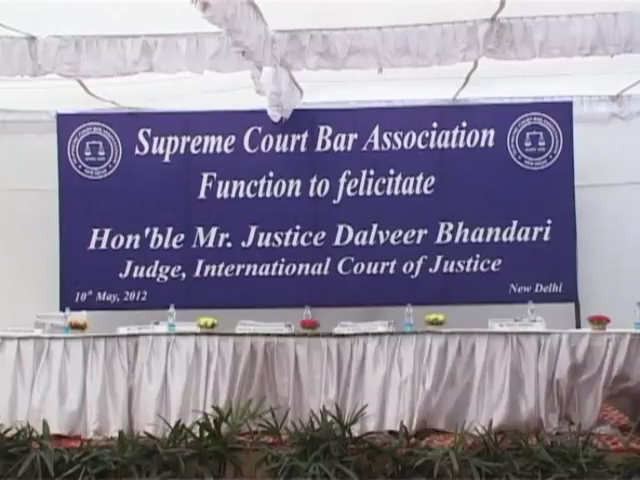 Supreme Court Bar Association
Function to felicitate
Hon'ble Mr. Justice Dalveer Bhandari
Judge, International Court of Justice
10th May, 2012
New Delhi